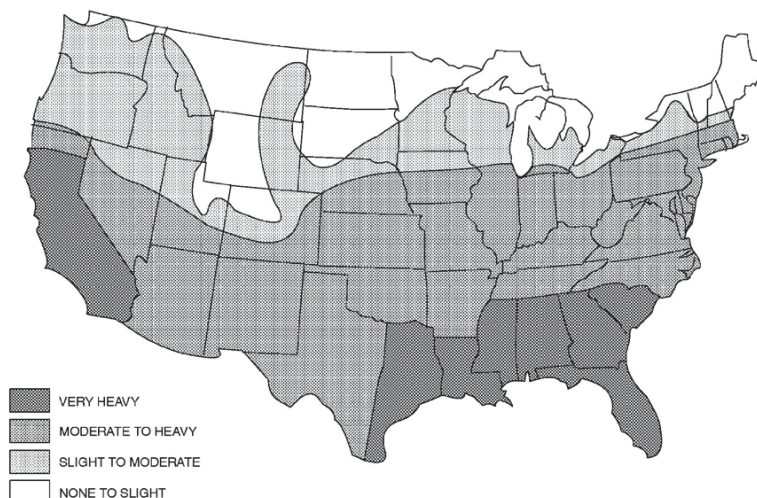 VERY HEAVY
MODERATE TO HEAVY
SLIGHT TO MODERATE
NONE TO SLIGHT